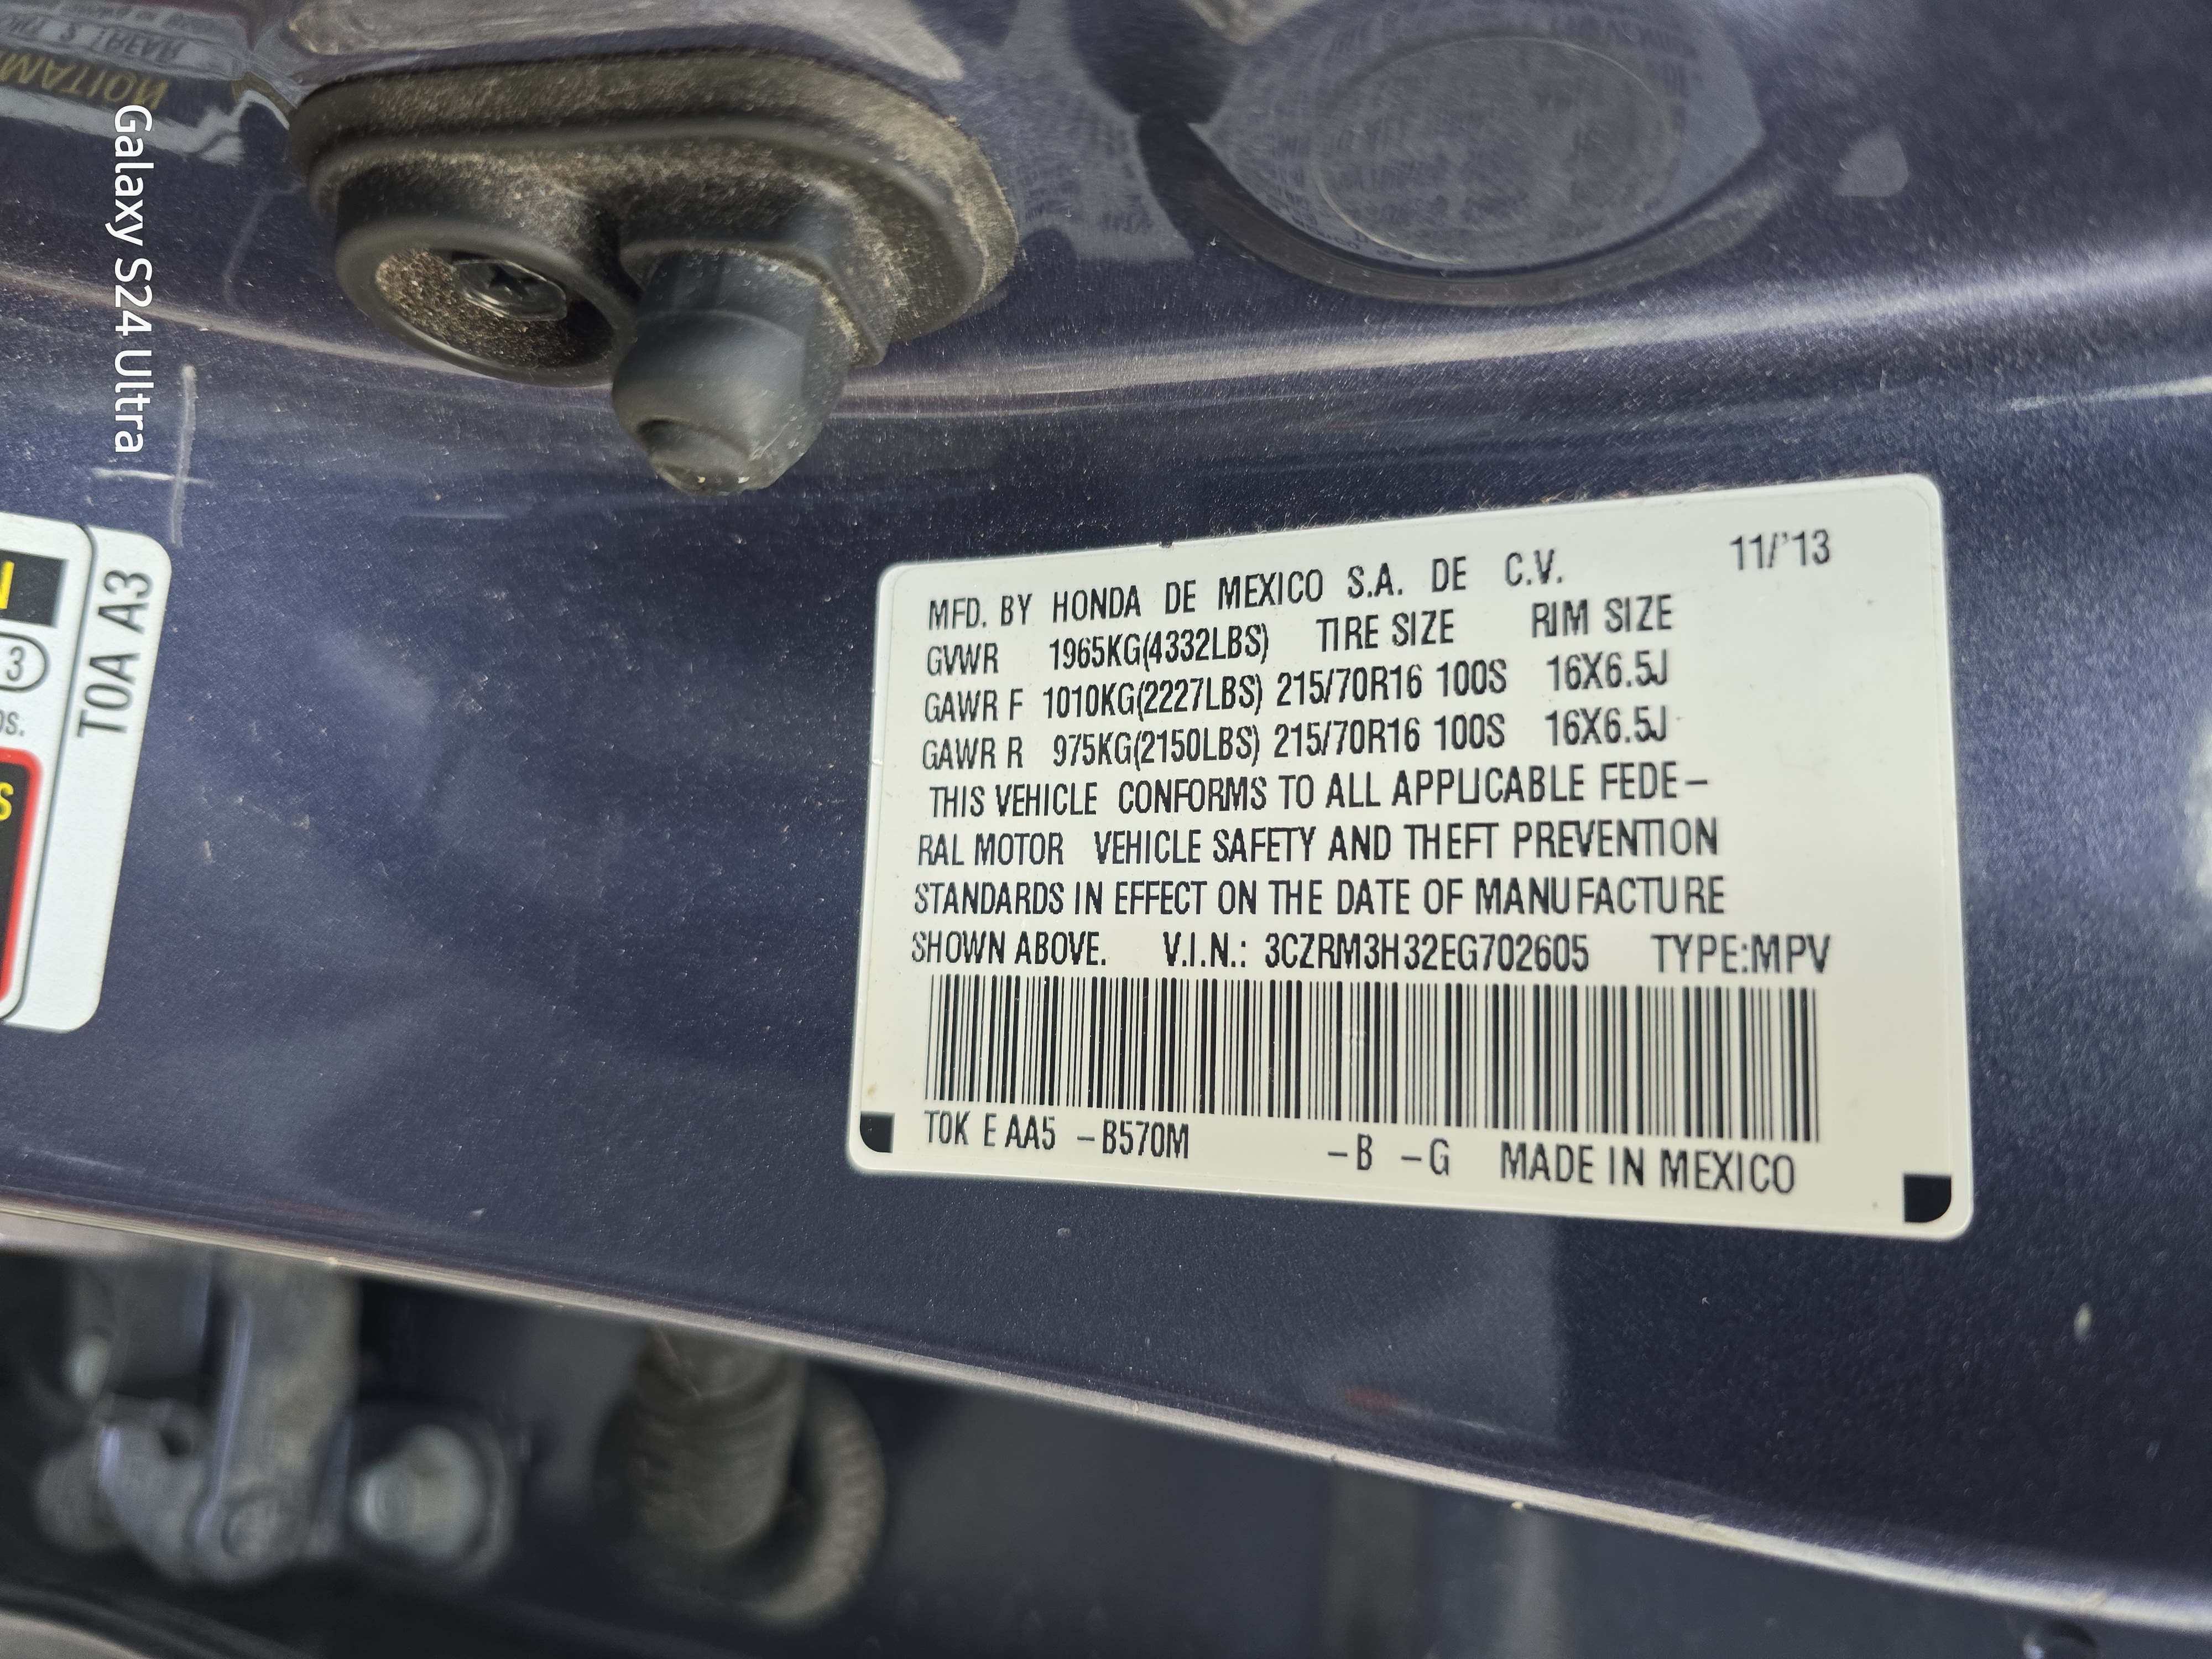 Galaxy S24 Ultra
T0A A3
3
11/'13
MFD. BY HONDA DE MEXICO S.A. DE C.V.
GVWR 1965KG(4332LBS) TIRE SIZE RIM SIZE
GAWR F 1010KG(2227LBS) 215/70R16 100S 16X6.5J
GAWR R 975KG(2150LBS) 215/70R16 100S 16X6.5J
THIS VEHICLE CONFORMS TO ALL APPLICABLE FEDE-
RAL MOTOR VEHICLE SAFETY AND THEFT PREVENTION
STANDARDS IN EFFECT ON THE DATE OF MANUFACTURE
SHOWN ABOVE. V.I.N.: 3CZRM3H32EG702605 TYPE:MPV
T0K E AA5 -B570M -B -G MADE IN MEXICO